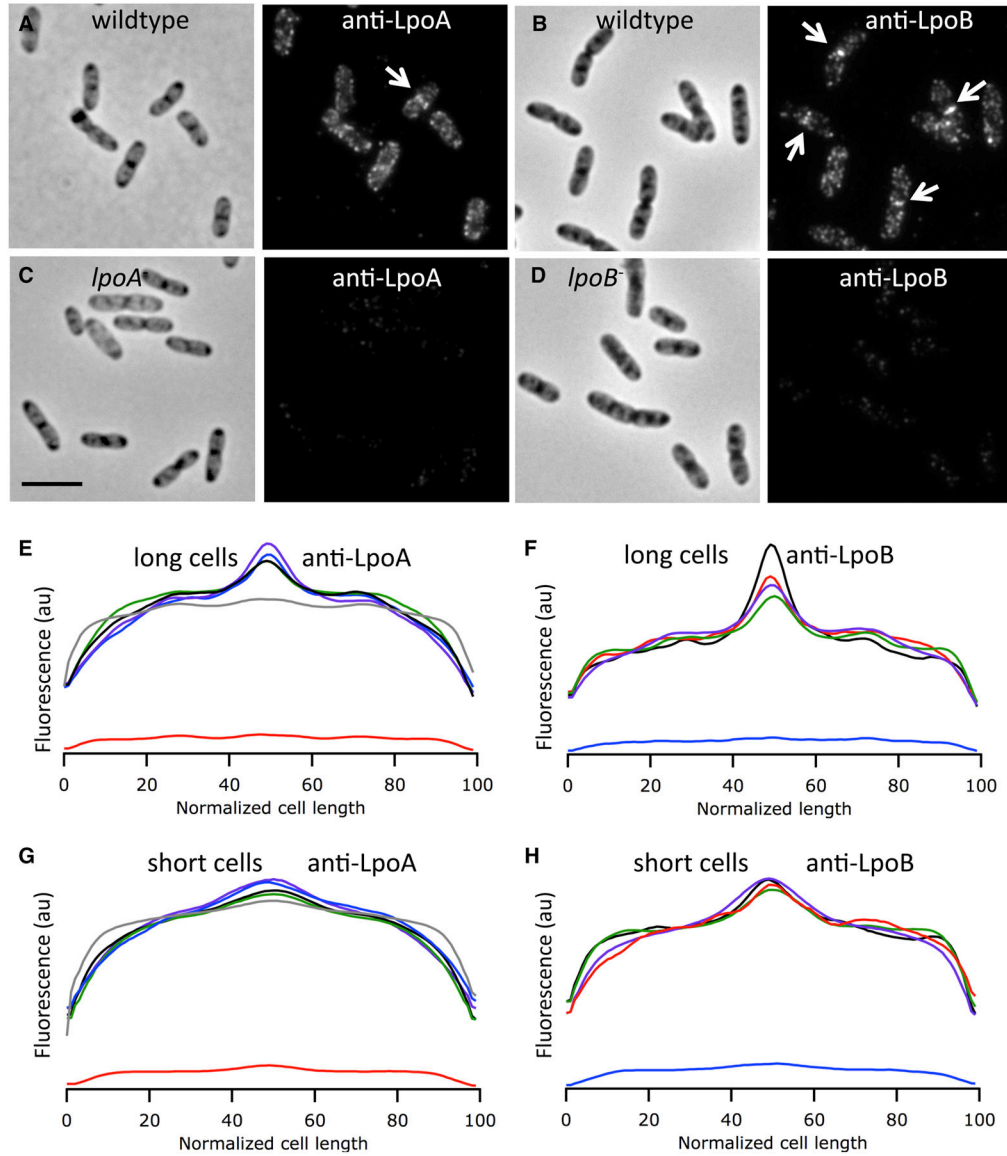 A wildtype anti-LpoA B wildtype anti-LpoB
C lpoA⁻ anti-LpoA D lpoB⁻ anti-LpoB
E long cells anti-LpoA
Fluorescence (au)
0 20 40 60 80 100
Normalized cell length
F long cells anti-LpoB
Fluorescence (au)
0 20 40 60 80 100
Normalized cell length
G short cells anti-LpoA
Fluorescence (au)
0 20 40 60 80 100
Normalized cell length
H short cells anti-LpoB
Fluorescence (au)
0 20 40 60 80 100
Normalized cell length